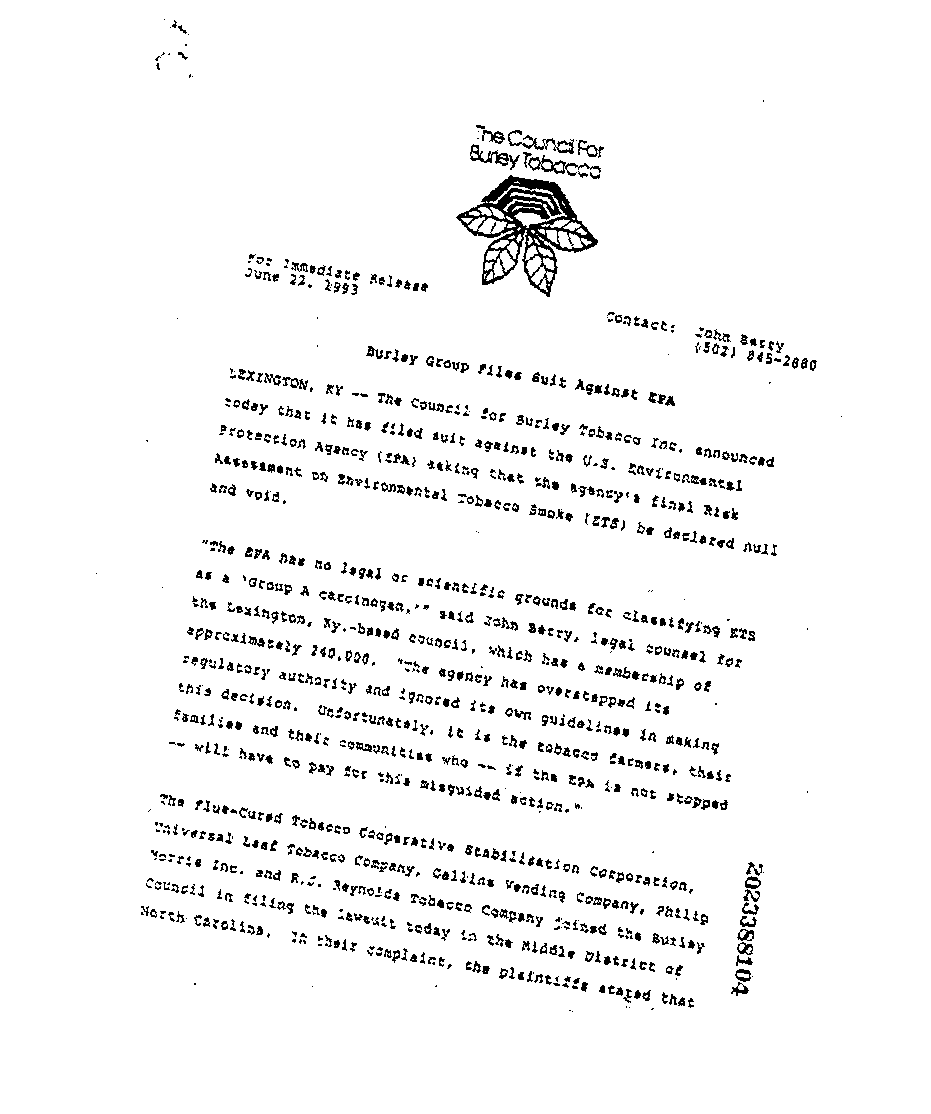 The Council For
Burley Tobacco
For Immediate Release
June 22, 1993
Contact: John Berry
(502) 845-2880
Burley Group Files Suit Against EPA
LEXINGTON, KY -- The Council for Burley Tobacco Inc. announced
today that it has filed suit against the U.S. Environmental
Protection Agency (EPA) asking that the agency's final Risk
Assessment on Environmental Tobacco Smoke (ETS) be declared null
and void.
"The EPA has no legal or scientific grounds for classifying ETS
as a 'Group A carcinogen,'" said John Berry, legal counsel for
the Lexington, Ky.-based council, which has a membership of
approximately 240,000. "The agency has overstepped its
regulatory authority and ignored its own guidelines in making
this decision. Unfortunately, it is the tobacco farmers, their
families and their communities who -- if the EPA is not stopped
-- will have to pay for this misguided action."
The Flue-Cured Tobacco Cooperative Stabilisation Corporation,
Universal Leaf Tobacco Company, Gallins Vending Company, Philip
Morris Inc. and R.J. Reynolds Tobacco Company joined the Burley
Council in filing the lawsuit today in the Middle District of
North Carolina. In their complaint, the plaintiffs stated that
2023388104